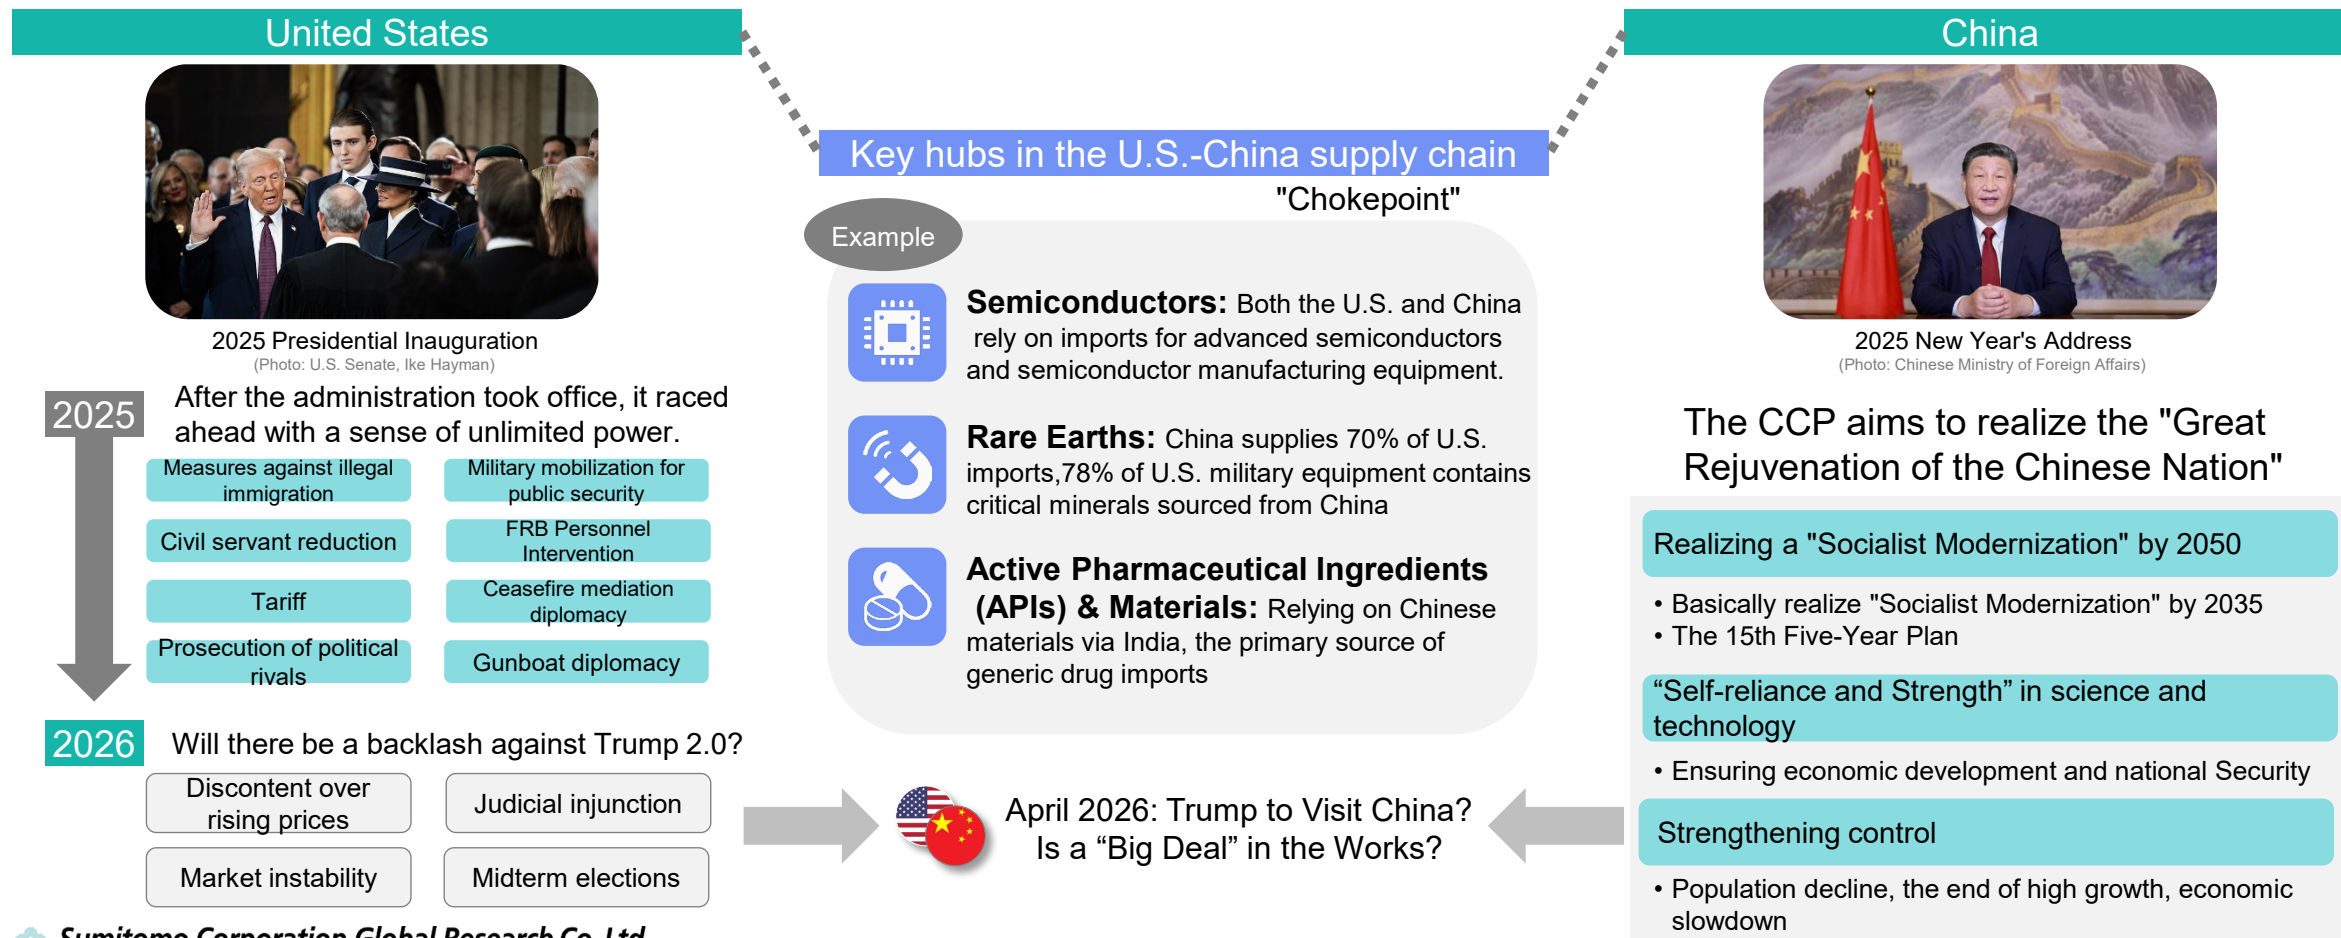 United States
2025 Presidential Inauguration
(Photo: U.S. Senate, Ike Hayman)
2025
After the administration took office, it raced
ahead with a sense of unlimited power.
Measures against illegal
immigration
Military mobilization for
public security
Civil servant reduction
FRB Personnel
Intervention
Tariff
Ceasefire mediation
diplomacy
Prosecution of political
rivals
Gunboat diplomacy
2026
Will there be a backlash against Trump 2.0?
Discontent over
rising prices
Judicial injunction
Market instability
Midterm elections
Sumitomo Corporation Global Research Co. Ltd
Key hubs in the U.S.-China supply chain
"Chokepoint"
Example
Semiconductors: Both the U.S. and China
rely on imports for advanced semiconductors
and semiconductor manufacturing equipment.
Rare Earths: China supplies 70% of U.S.
imports,78% of U.S. military equipment contains
critical minerals sourced from China
Active Pharmaceutical Ingredients
(APIs) & Materials: Relying on Chinese
materials via India, the primary source of
generic drug imports
April 2026: Trump to Visit China?
Is a “Big Deal” in the Works?
China
2025 New Year's Address
(Photo: Chinese Ministry of Foreign Affairs)
The CCP aims to realize the "Great
Rejuvenation of the Chinese Nation"
Realizing a "Socialist Modernization" by 2050
• Basically realize "Socialist Modernization" by 2035
• The 15th Five-Year Plan
“Self-reliance and Strength” in science and
technology
• Ensuring economic development and national Security
Strengthening control
• Population decline, the end of high growth, economic
slowdown